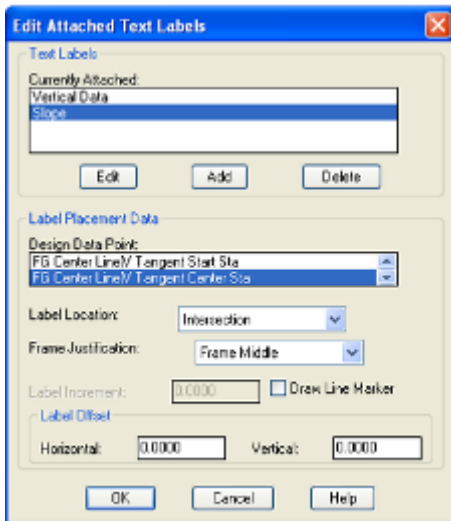 Edit Attached Text Labels
Text Labels
Currently Attached:
Vertical Data
Slope
Edit Add Delete
Label Placement Data
Design Data Point:
FG Center Line|V Tangent Start Sta
FG Center Line|V Tangent Center Sta
Label Location: Intersection
Frame Justification: Frame Middle
Label Increment: 0.0000 Draw Line Marker
Label Offset
Horizontal: 0.0000 Vertical: 0.0000
OK Cancel Help